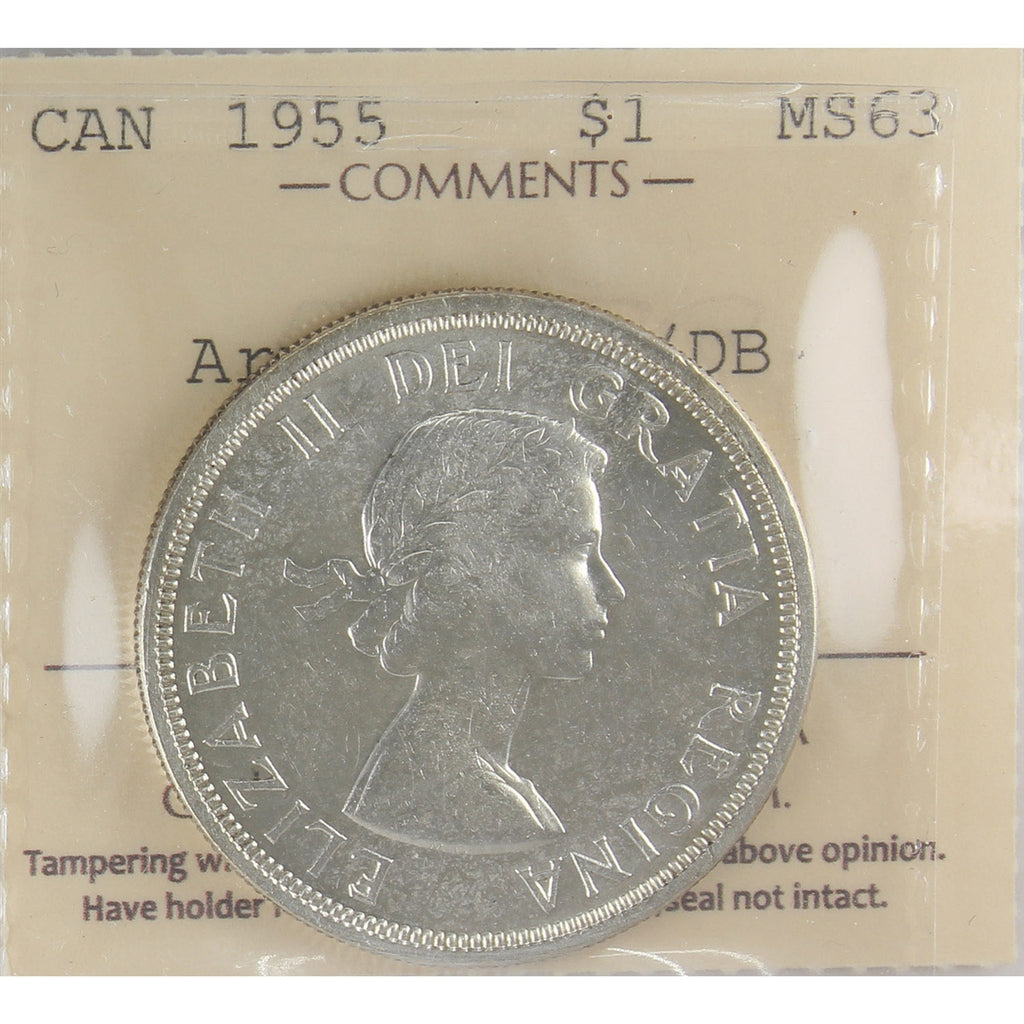 CAN 1955 $1 MS63
— COMMENTS —
/DB
ELIZABETH II DEI GRATIA REGINA
Tampering above opinion.
Have holder seal not intact.